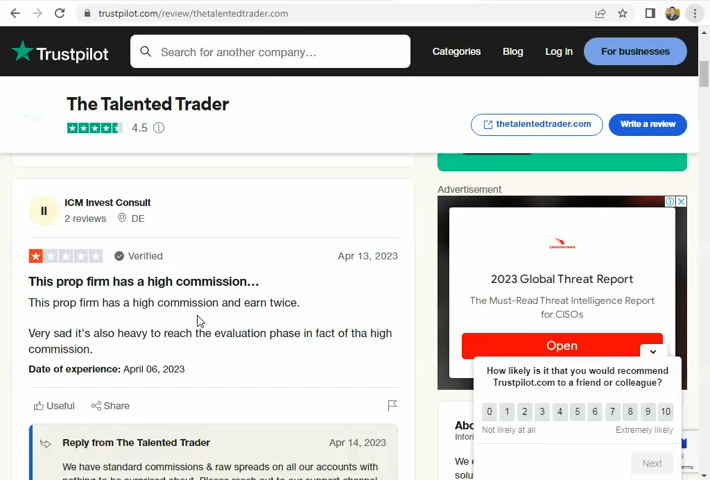 trustpilot.com/review/thetalentedtrader.com
Trustpilot
Search for another company...
Categories
Blog
Log in
For businesses
The Talented Trader
4.5
thetalentedtrader.com
Write a review
ICM Invest Consult
II
2 reviews
DE
Verified
Apr 13, 2023
This prop firm has a high commission...
This prop firm has a high commission and earn twice.
Very sad it's also heavy to reach the evaluation phase in fact of tha high
commission.
Date of experience: April 06, 2023
Useful
Share
Reply from The Talented Trader
Apr 14, 2023
We have standard commissions & raw spreads on all our accounts with
Advertisement
2023 Global Threat Report
The Must-Read Threat Intelligence Report
for CISOs
Open
How likely is it that you would recommend
Trustpilot.com to a friend or colleague?
0 1 2 3 4 5 6 7 8 9 10
Not likely at all
Extremely likely
Next